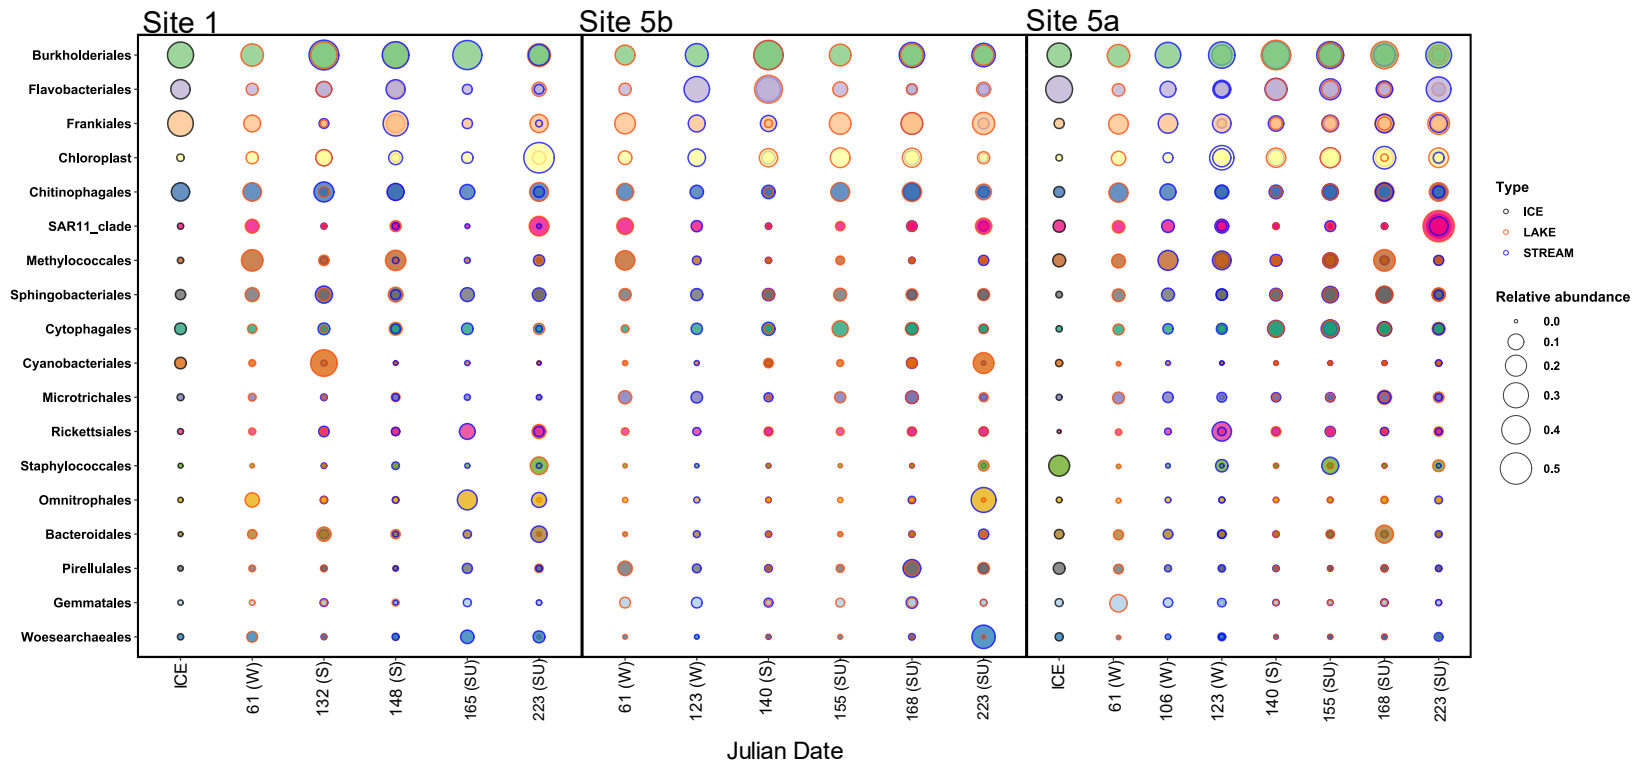 Site 1
Site 5b
Site 5a
Burkholderiales
Flavobacteriales
Frankiales
Chloroplast
Chitinophagales
SAR11_clade
Methylococcales
Sphingobacteriales
Cytophagales
Cyanobacteriales
Microtrichales
Rickettsiales
Staphylococcales
Omnitrophales
Bacteroidales
Pirellulales
Gemmatales
Woesearchaeales
ICE
61 (W)
132 (S)
148 (S)
165 (SU)
223 (SU)
61 (W)
123 (W)
140 (S)
155 (SU)
168 (SU)
223 (SU)
ICE
61 (W)
106 (W)
123 (W)
140 (S)
155 (SU)
168 (SU)
223 (SU)
Julian Date
Type
ICE
LAKE
STREAM
Relative abundance
0.0
0.1
0.2
0.3
0.4
0.5